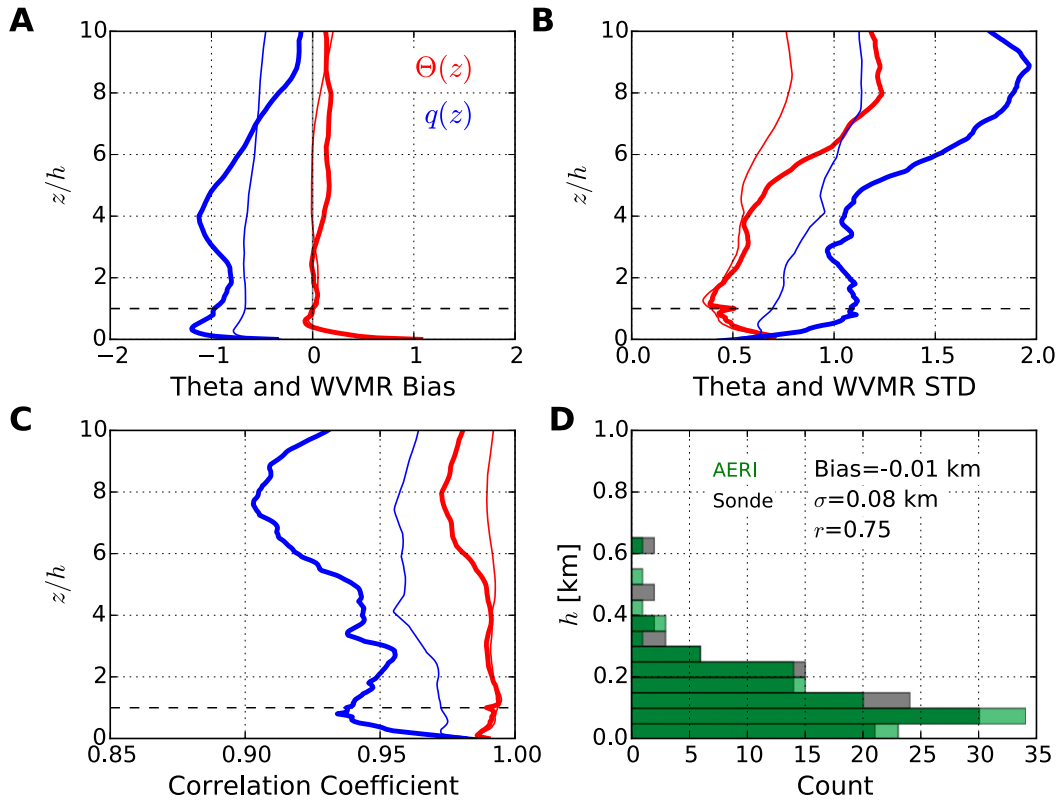 A
10
8
6
4
2
0
z/h
Θ(z)
q(z)
−2
−1
0
1
2
Theta and WVMR Bias
B
10
8
6
4
2
0
z/h
0.0
0.5
1.0
1.5
2.0
Theta and WVMR STD
C
10
8
6
4
2
0
z/h
0.85
0.90
0.95
1.00
Correlation Coefficient
D
1.0
0.8
0.6
0.4
0.2
0.0
h [km]
AERI
Sonde
Bias=-0.01 km
σ=0.08 km
r=0.75
0
5
10
15
20
25
30
35
Count